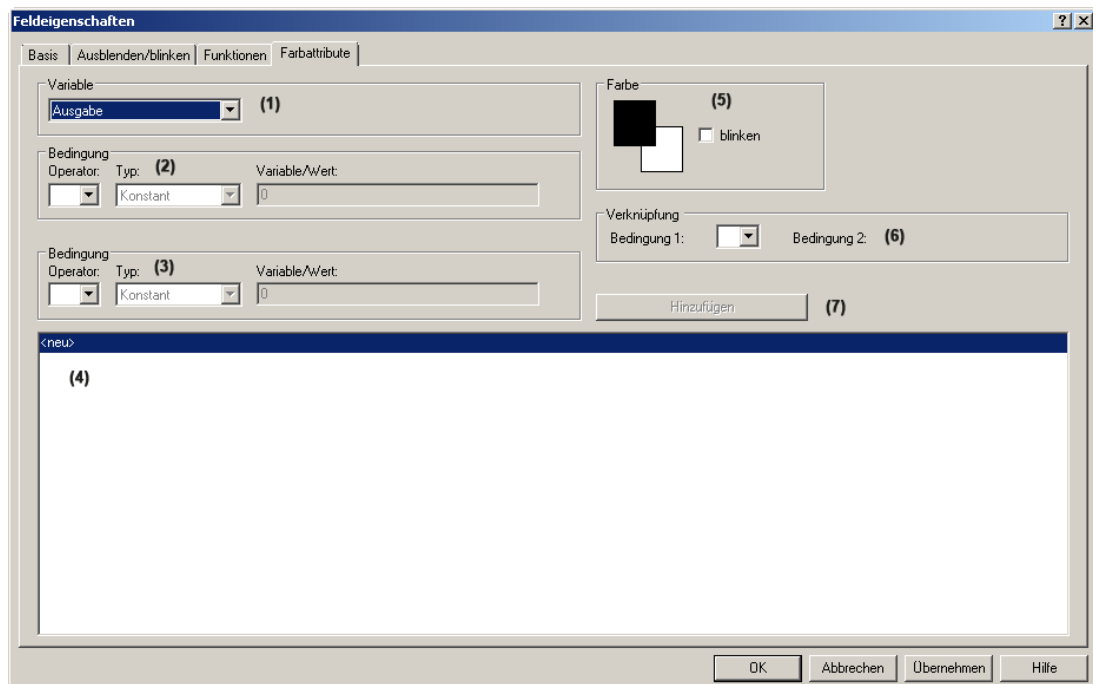 Feldeigenschaften
Basis Ausblenden/blinken Funktionen Farbattribute
Variable
Ausgabe
(1)
Bedingung
Operator: Typ: (2) Variable/Wert:
Konstant 0
Bedingung
Operator: Typ: (3) Variable/Wert:
Konstant 0
Farbe
(5)
blinken
Verknüpfung
Bedingung 1: Bedingung 2: (6)
Hinzufügen (7)
<neu>
(4)
OK Abbrechen Übernehmen Hilfe